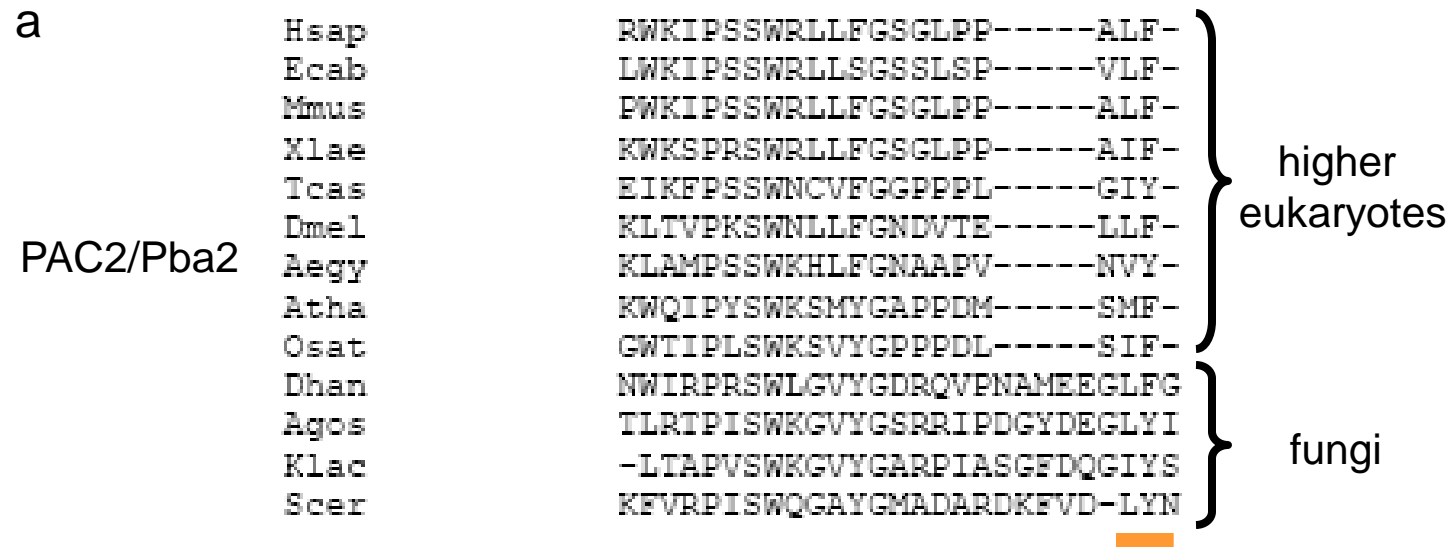 a
Hsap RWKIPSSWRLLFGSGLPP-----ALF-
Ecab LWKIPSSWRLLSGSSLSP-----VLF-
Mmus PWKIPSSWRLLFGSGLPP-----ALF-
Xlae KWKSPRSWRLLFGSGLPP-----AIF-
Tcas EIKFPSSWNCVFGGPPPL-----GIY-
Dmel KLTVPKSWNLLFGNDVTE-----LLF-
Aegy KLAMPSSWKHLFGNAAPV-----NVY-
Atha KWQIPYSWKSMYGAPPDM-----SMF-
Osat GWTIPLSWKSVYGPPPDL-----SIF-
Dhan NWIRPRSWLGVYGDRQVPNAMEEGLFG
Agos TLRTPISWKGVYGSRRIPDGYDEGLYI
Klac -LTAPVSWKGVYGARPIASGFDQGIYS
Scer KFVRPISWQGAYGMADARDKFVD-LYN
PAC2/Pba2
higher
eukaryotes
fungi